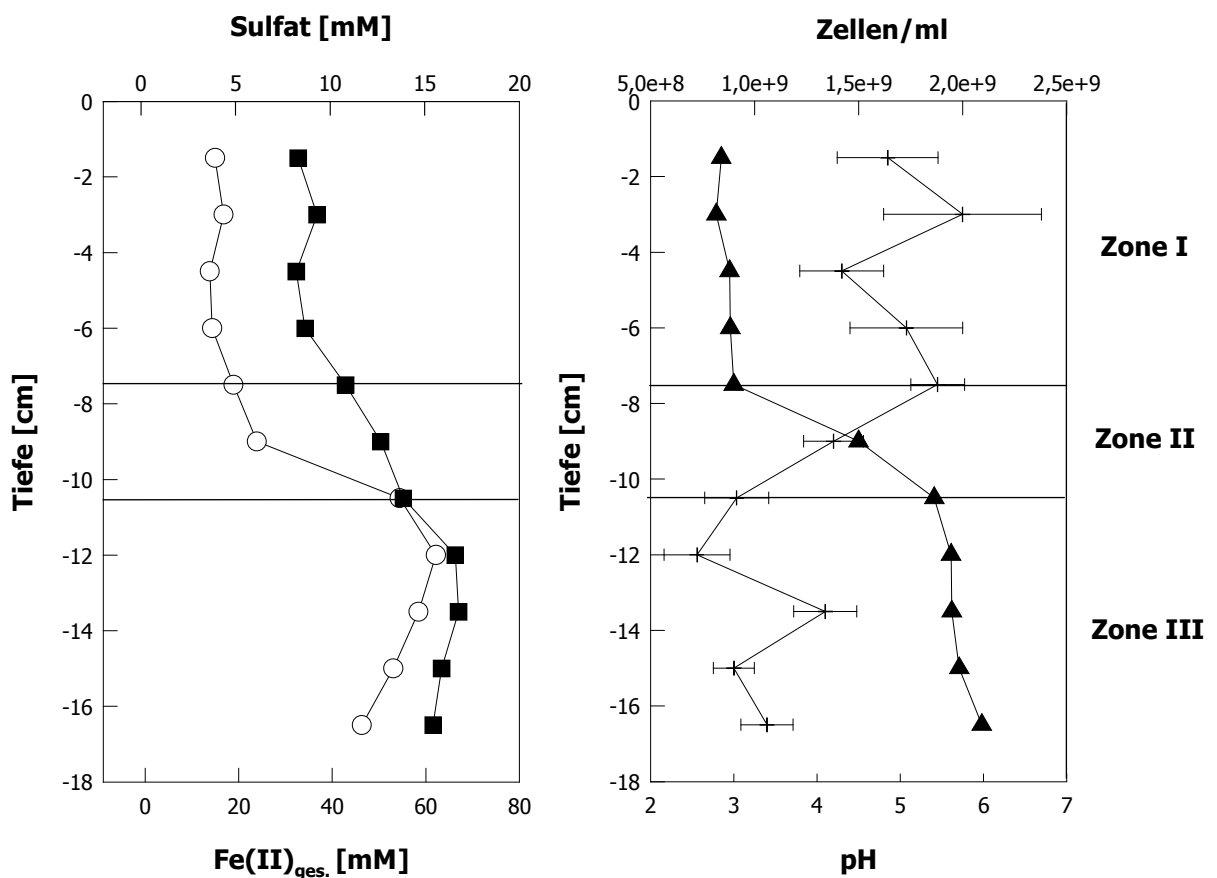 Sulfat [mM]
Zellen/ml
0 5 10 15 20
5,0e+8 1,0e+9 1,5e+9 2,0e+9 2,5e+9
0
-2
-4
-6
-8
-10
-12
-14
-16
-18
Tiefe [cm]
0
-2
-4
-6
-8
-10
-12
-14
-16
-18
Tiefe [cm]
Zone I
Zone II
Zone III
0 20 40 60 80
2 3 4 5 6 7
Fe(II)ges. [mM]
pH